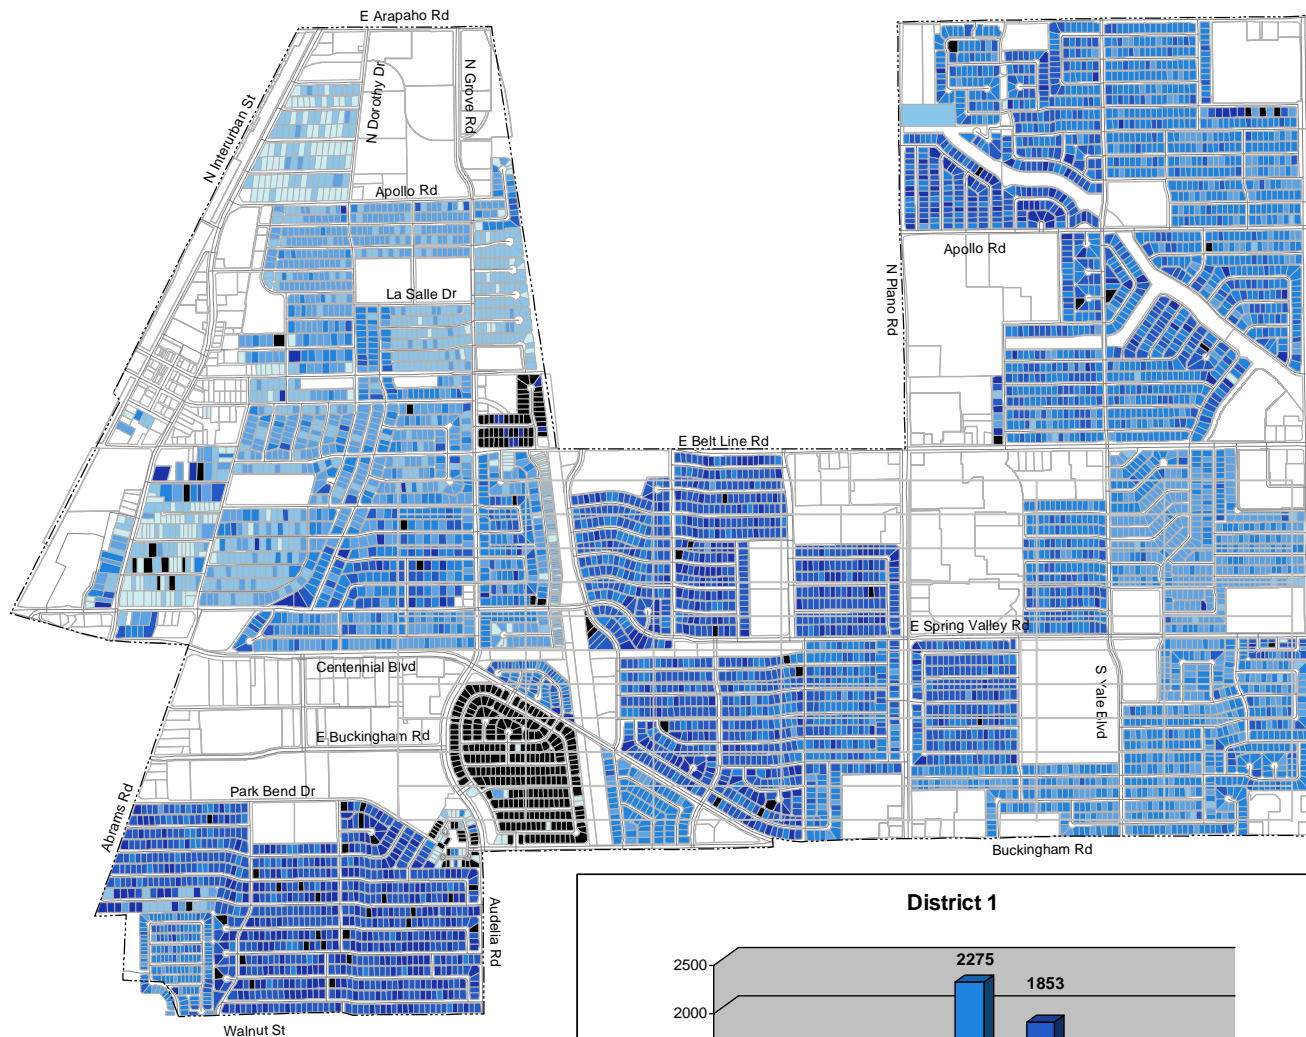 E Arapaho Rd
N Interurban St
N Dorothy Dr
N Grove Rd
Apollo Rd
La Salle Dr
N Plano Rd
Apollo Rd
E Belt Line Rd
E Spring Valley Rd
Centennial Blvd
S Yale Blvd
E Buckingham Rd
Park Bend Dr
Abrams Rd
Buckingham Rd
Audelia Rd
Walnut St
District 1
2500
2275
1853
2000